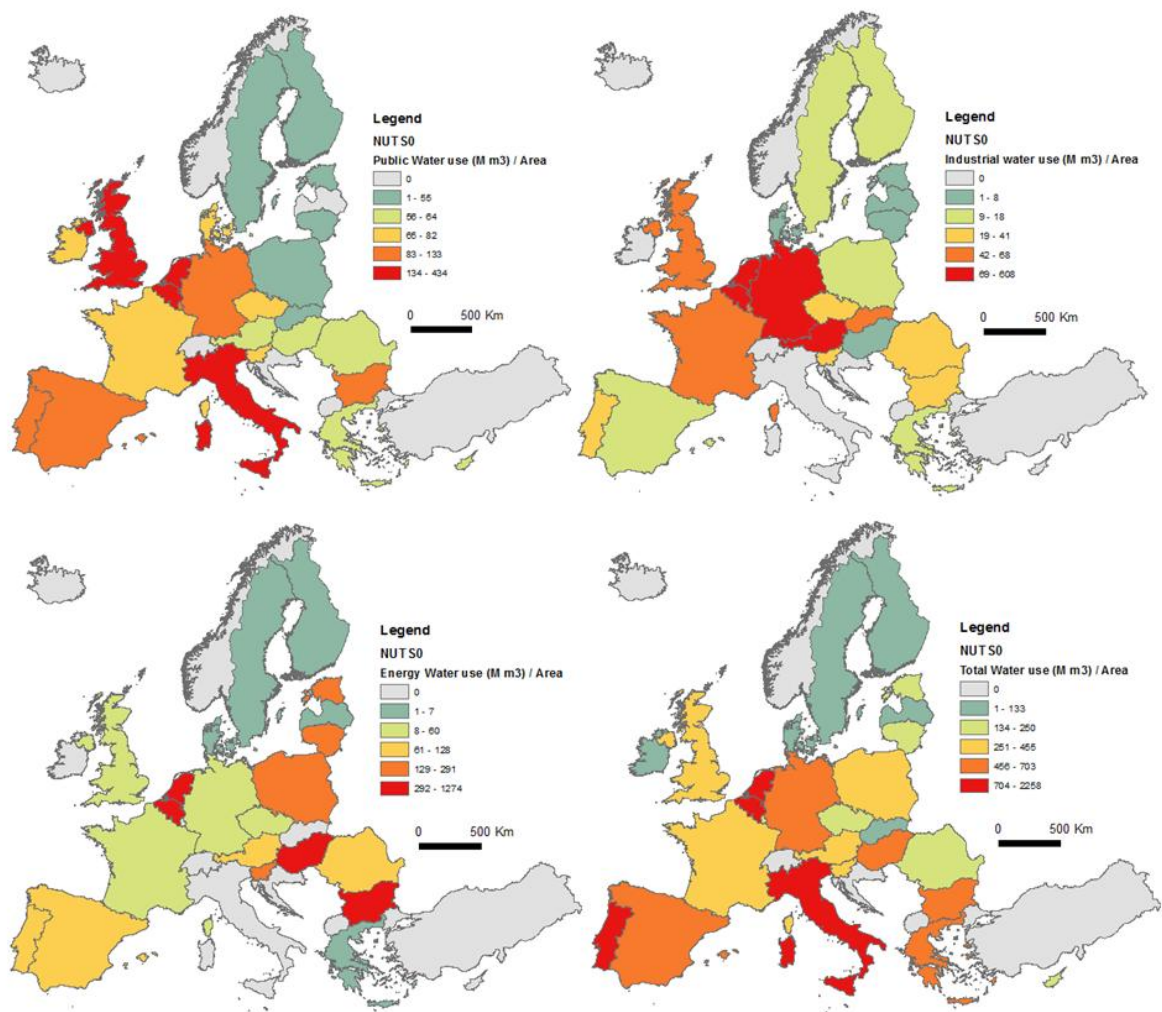 Legend
NUTS0
Public Water use (M m3) / Area
0
1 - 55
56 - 64
65 - 82
83 - 133
134 - 434
0 500 Km
Legend
NUTS0
Industrial water use (M m3) / Area
0
1 - 8
9 - 18
19 - 41
42 - 68
69 - 608
0 500 Km
Legend
NUTS0
Energy Water use (M m3) / Area
0
1 - 7
8 - 60
61 - 128
129 - 291
292 - 1274
0 500 Km
Legend
NUTS0
Total Water use (M m3) / Area
0
1 - 133
134 - 250
251 - 455
456 - 703
704 - 2258
0 500 Km